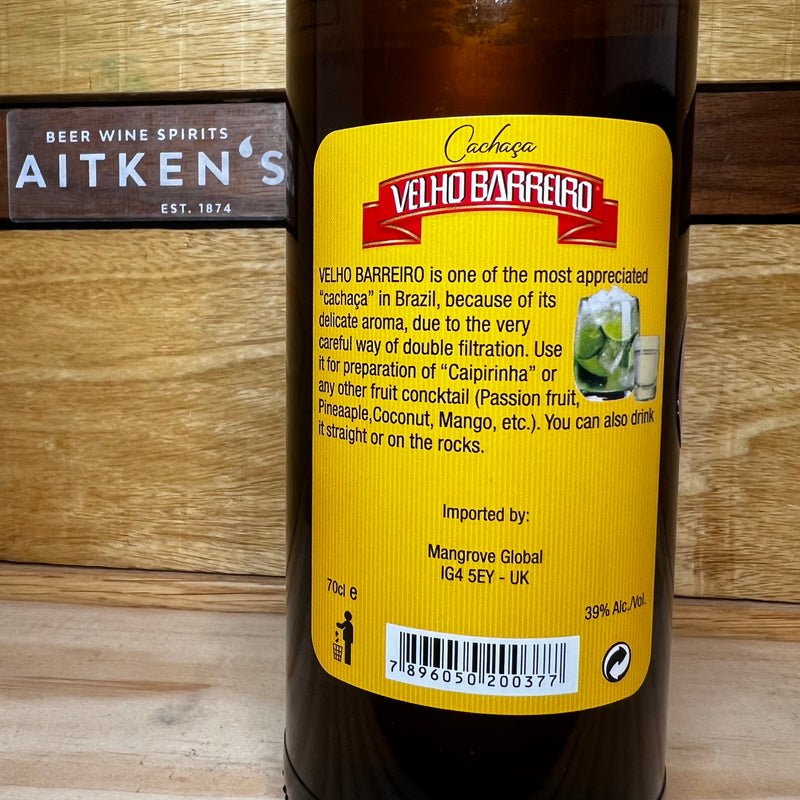 BEER WINE SPIRITS
AITKEN'S
EST. 1874
Cachaça
VELHO BARREIRO
VELHO BARREIRO is one of the most appreciated
"cachaça" in Brazil, because of its
delicate aroma, due to the very
careful way of double filtration. Use
it for preparation of "Caipirinha" or
any other fruit concktail (Passion fruit,
Pineaaple,Coconut, Mango, etc.). You can also drink
it straight or on the rocks.
Imported by:
Mangrove Global
IG4 5EY - UK
70cl e
39% Alc./Vol.
7 896050 200377